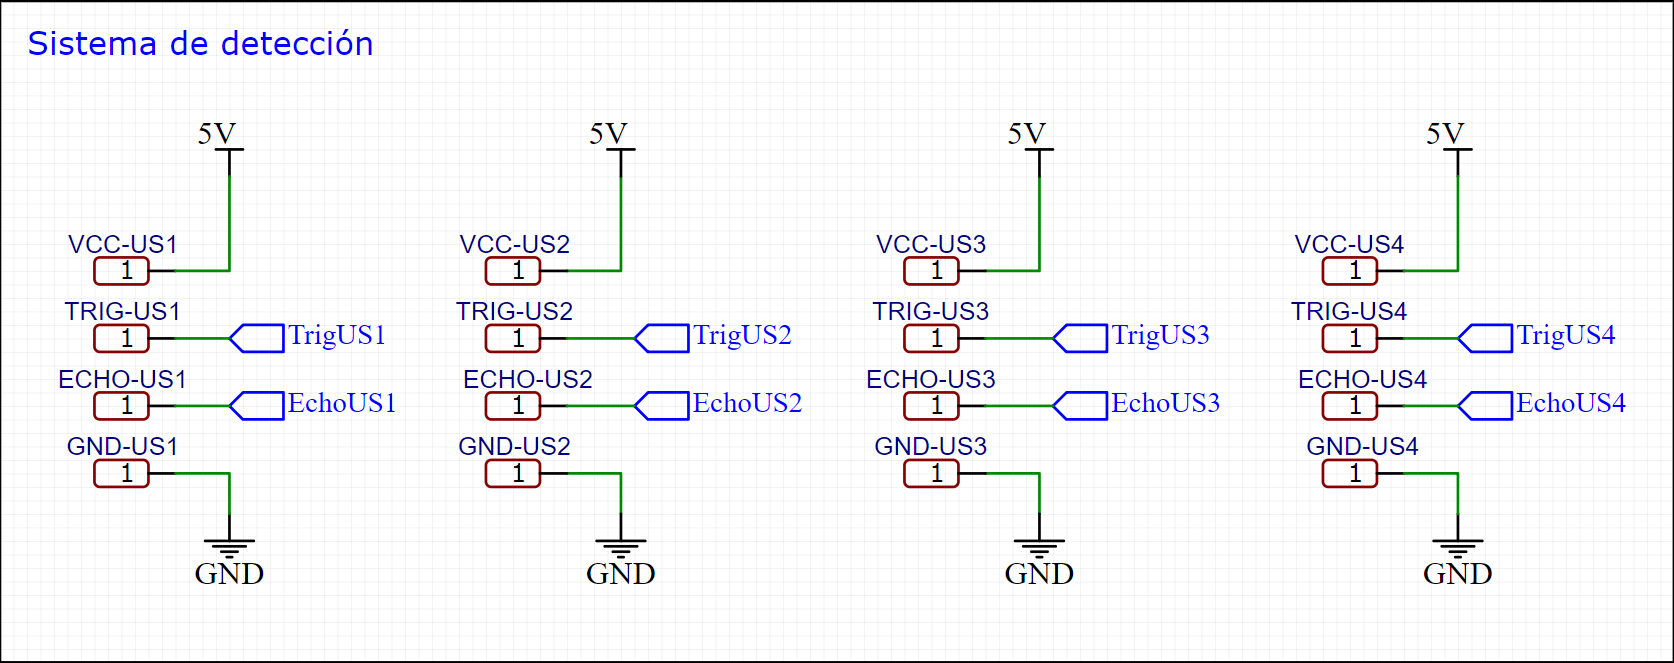 Sistema de detección
5V 5V 5V 5V
VCC-US1 VCC-US2 VCC-US3 VCC-US4
1 1 1 1
TRIG-US1 TRIG-US2 TRIG-US3 TRIG-US4
1 TrigUS1 1 TrigUS2 1 TrigUS3 1 TrigUS4
ECHO-US1 ECHO-US2 ECHO-US3 ECHO-US4
1 EchoUS1 1 EchoUS2 1 EchoUS3 1 EchoUS4
GND-US1 GND-US2 GND-US3 GND-US4
1 1 1 1
GND GND GND GND